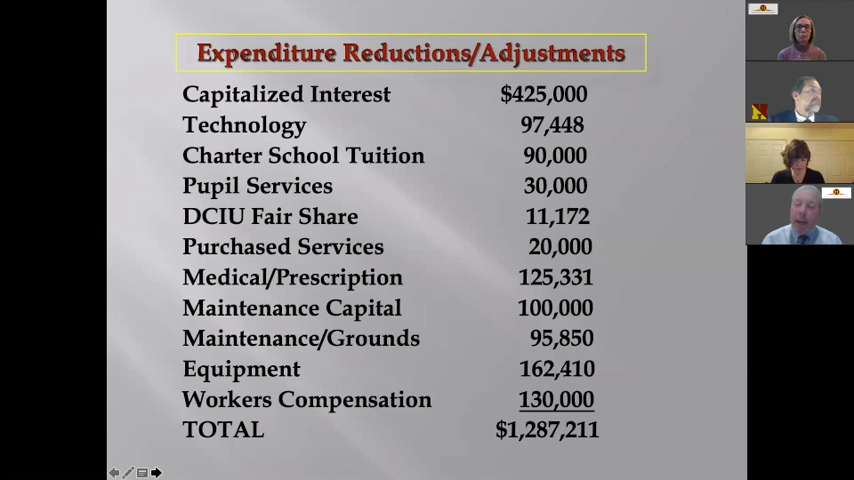 Expenditure Reductions/Adjustments
Capitalized Interest $425,000
Technology 97,448
Charter School Tuition 90,000
Pupil Services 30,000
DCIU Fair Share 11,172
Purchased Services 20,000
Medical/Prescription 125,331
Maintenance Capital 100,000
Maintenance/Grounds 95,850
Equipment 162,410
Workers Compensation 130,000
TOTAL $1,287,211